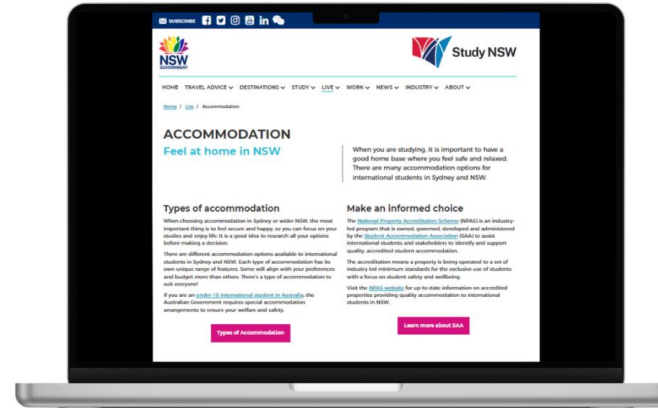 SUBSCRIBE
NSW
GOVERNMENT
Study NSW
HOME TRAVEL ADVICE DESTINATIONS STUDY LIVE WORK NEWS INDUSTRY ABOUT
Home / Live / Accommodation
ACCOMMODATION
Feel at home in NSW
When you are studying, it is important to have a
good home base where you feel safe and relaxed.
There are many accommodation options for
international students in Sydney and NSW.
Types of accommodation
When choosing accommodation in Sydney or wider NSW, the most
important thing is to feel secure and happy, so you can focus on your
studies and enjoy life. It is a good idea to research all your options
before making a decision.
There are different accommodation options available to international
students in Sydney and NSW. Each type of accommodation has its
own unique range of features. Some will align with your preferences
and budget more than others. There's a type of accommodation to
suit everyone!
If you are an under 18 international student in Australia, the
Australian Government requires special accommodation
arrangements to ensure your welfare and safety.
Types of Accommodation
Make an informed choice
The National Property Accreditation Scheme (NPAS) is an industry-
led program that is owned, governed, developed and administered
by the Student Accommodation Association (SAA) to assist
international students and stakeholders to identify and support
quality, accredited student accommodation.
The accreditation means a property is being operated to a set of
industry led minimum standards for the exclusive use of students
with a focus on student safety and wellbeing.
Visit the NPAS website for up-to-date information on accredited
properties providing quality accommodation to international
students in NSW.
Learn more about SAA